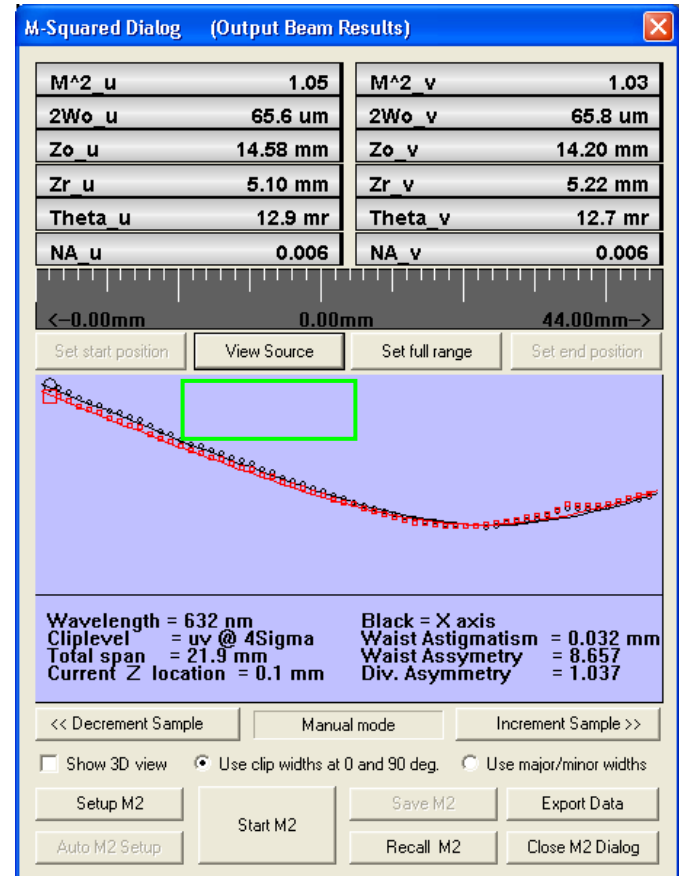 M-Squared Dialog (Output Beam Results)
M^2_u 1.05 M^2_v 1.03
2Wo_u 65.6 um 2Wo_v 65.8 um
Zo_u 14.58 mm Zo_v 14.20 mm
Zr_u 5.10 mm Zr_v 5.22 mm
Theta_u 12.9 mr Theta_v 12.7 mr
NA_u 0.006 NA_v 0.006
<--0.00mm 0.00mm 44.00mm-->
Set start position View Source Set full range Set end position
Wavelength = 632 nm Black = X axis
Cliplevel = uv @ 4Sigma Waist Astigmatism = 0.032 mm
Total span = 21.9 mm Waist Assymetry = 8.657
Current Z location = 0.1 mm Div. Asymmetry = 1.037
<< Decrement Sample Manual mode Increment Sample >>
Show 3D view Use clip widths at 0 and 90 deg. Use major/minor widths
Setup M2 Start M2 Save M2 Export Data
Auto M2 Setup Recall M2 Close M2 Dialog